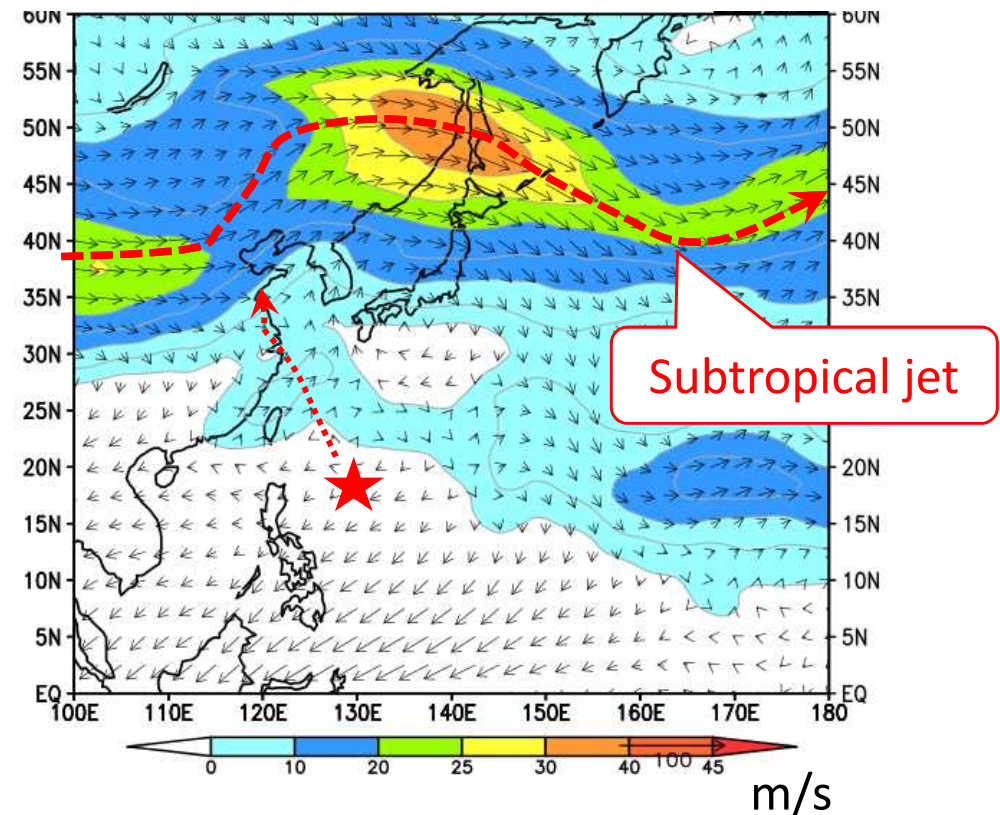 60N 60N
55N 55N
50N 50N
45N 45N
40N 40N
35N 35N
30N
Subtropical jet
25N
20N 20N
15N 15N
10N 10N
5N 5N
EQ EQ
100E 110E 120E 130E 140E 150E 160E 170E 180
100
0 10 20 25 30 40 45
m/s